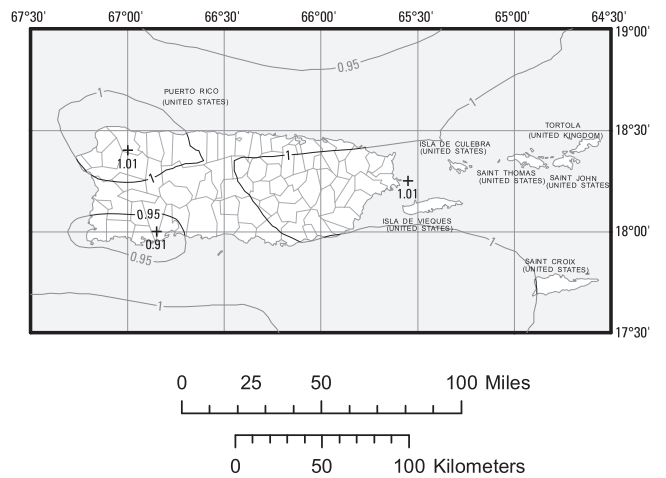 67°30' 67°00' 66°30' 66°00' 65°30' 65°00' 64°30'
19°00'
0.95
1
1
PUERTO RICO
(UNITED STATES)
TORTOLA
(UNITED KINGDOM)
18°30'
ISLA DE CULEBRA
(UNITED STATES)
1
1.01
SAINT THOMAS
(UNITED STATES)
SAINT JOHN
(UNITED STATES
1
1.01
0.95
ISLA DE VIEQUES
(UNITED STATES)
18°00'
0.91
1
0.95
SAINT CROIX
(UNITED STATES)
1
17°30'
0 25 50 100 Miles
0 50 100 Kilometers